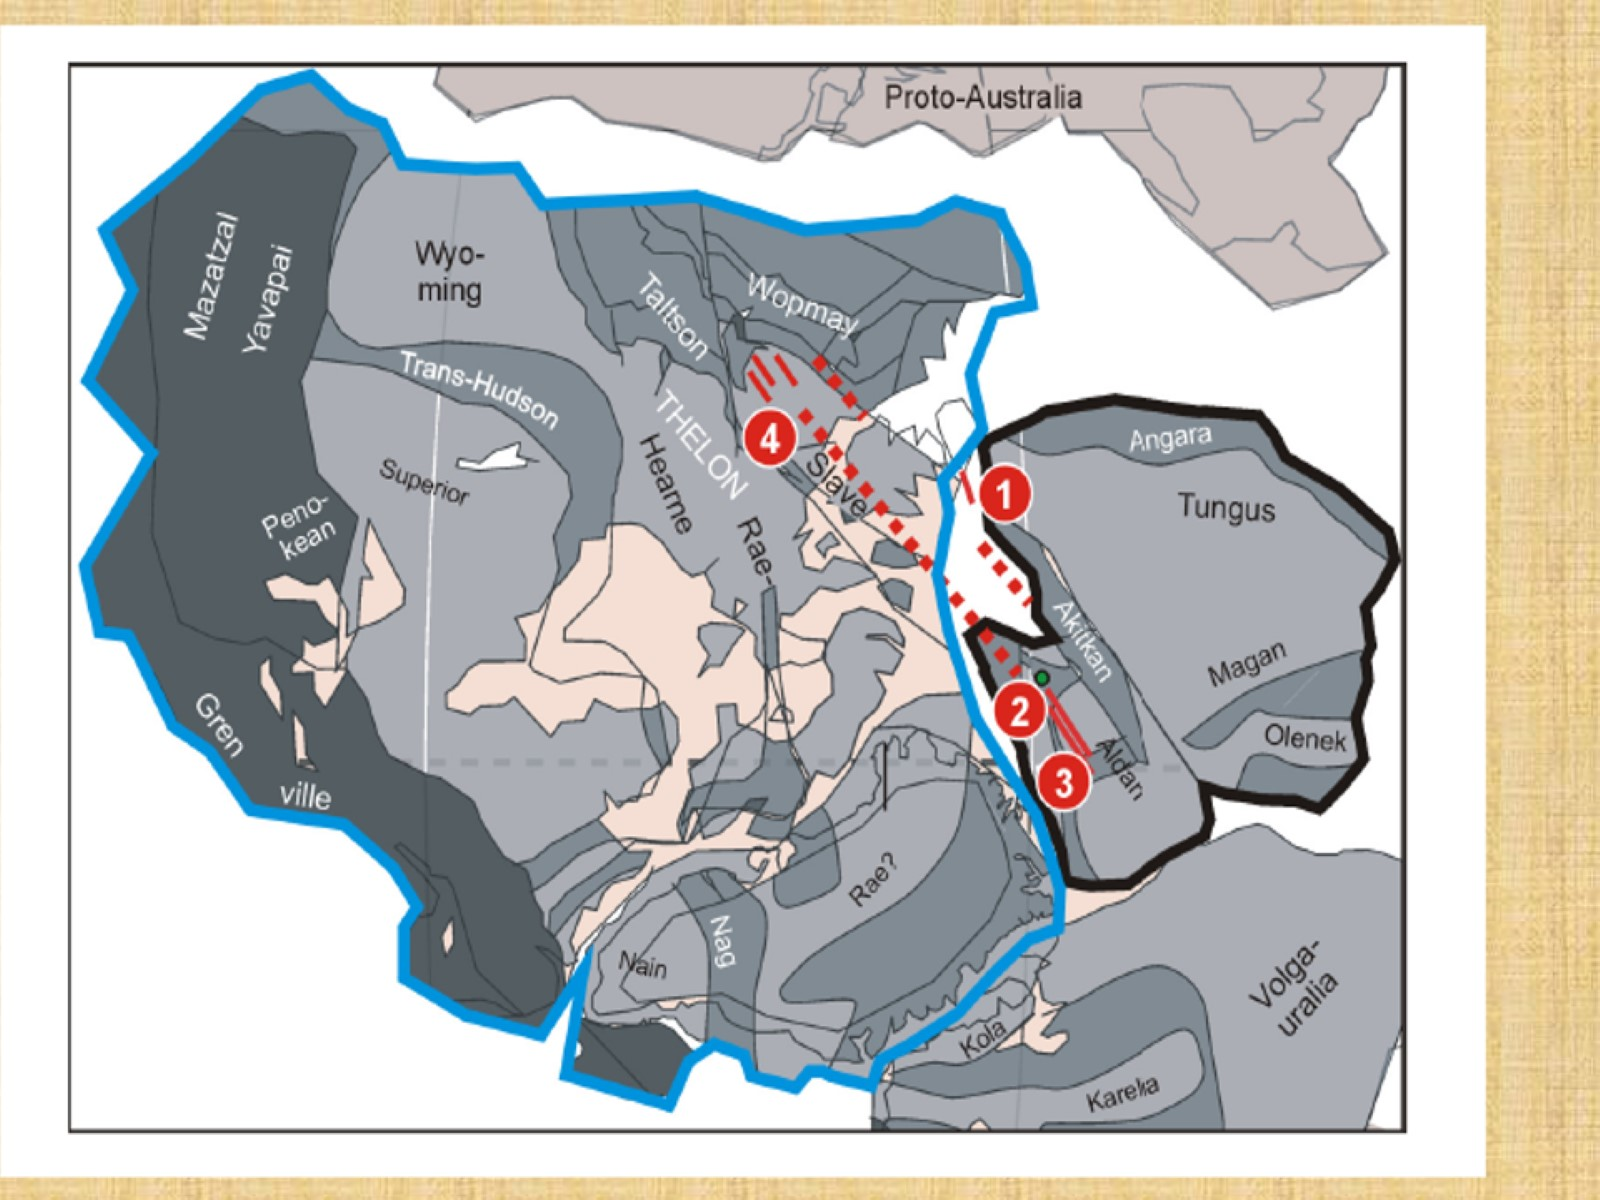 Proto-Australia
Wyo-
ming
Mazatzal
Yavapai
Taltson
Wopmay
Trans-Hudson
THELON
Hearne
Superior
Peno-
kean
Rae-
Slave
4
1
Angara
Tungus
Akitkan
Magan
Olenek
2
3
Aldan
Gren
ville
Rae?
Nag
Nain
Kola
Karelia
Volga-
uralia